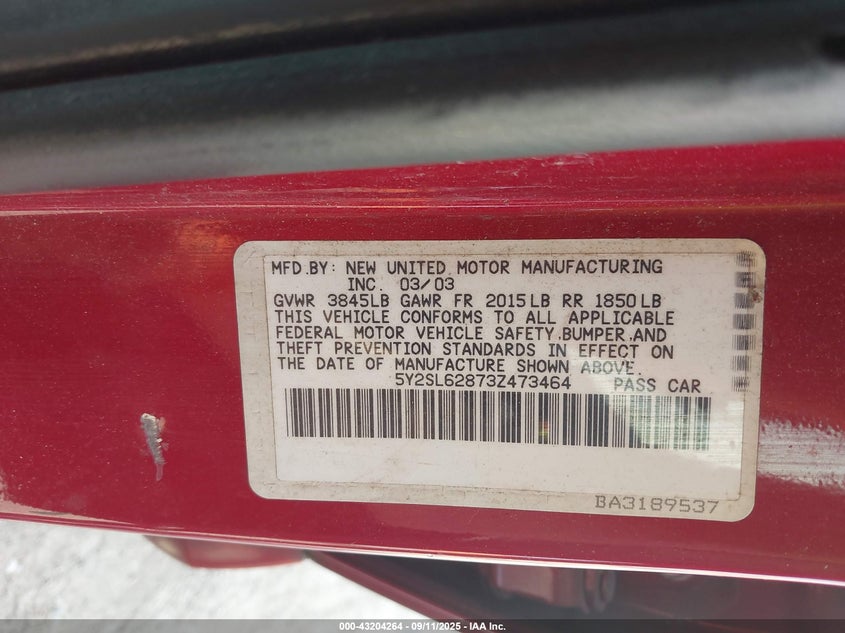 MFD.BY: NEW UNITED MOTOR MANUFACTURING
INC. 03/03
GVWR 3845LB GAWR FR 2015LB RR 1850LB
THIS VEHICLE CONFORMS TO ALL APPLICABLE
FEDERAL MOTOR VEHICLE SAFETY.BUMPER.AND
THEFT PREVENTION STANDARDS IN EFFECT ON
THE DATE OF MANUFACTURE SHOWN ABOVE.
5Y2SL62873Z473464 PASS CAR
BA3189537
000-43204264 - 09/11/2025 - IAA Inc.